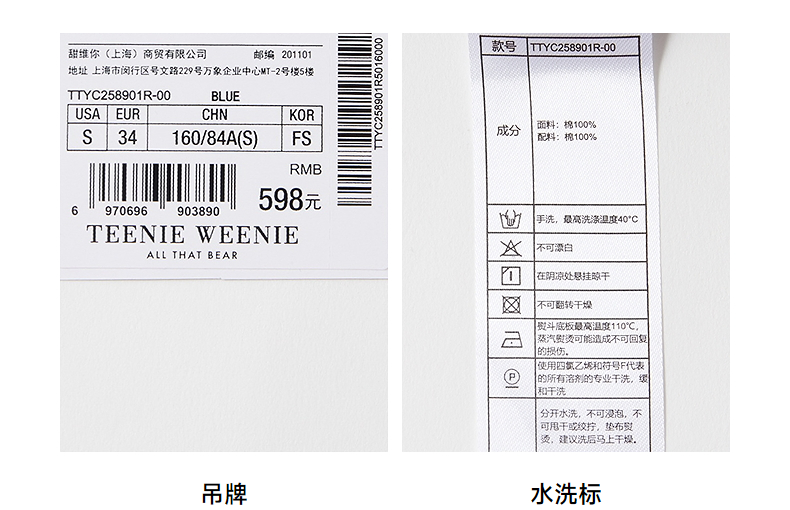 甜维你（上海）商贸有限公司 邮编 201101
地址 上海市闵行区号文路229号万象企业中心MT-2号楼5楼
TTYC258901R-00 BLUE
USA EUR CHN KOR
S 34 160/84A(S) FS
RMB
598元
6 970696 903890
TEENIE WEENIE
ALL THAT BEAR
TTYC258901R5016000
吊牌
款号 TTYC258901R-00
成分
面料：棉100%
配料：棉100%
手洗，最高洗涤温度40°C
不可漂白
在阴凉处悬挂晾干
不可翻转干燥
熨斗底板最高温度110℃，
蒸汽熨烫可能造成不可回复
的损伤。
P
使用四氯乙烯和符号F代表
的所有溶剂的专业干洗，缓
和干洗
分开水洗，不可浸泡，不
可甩干或绞拧，垫布熨
烫，建议洗后马上干燥。
水洗标